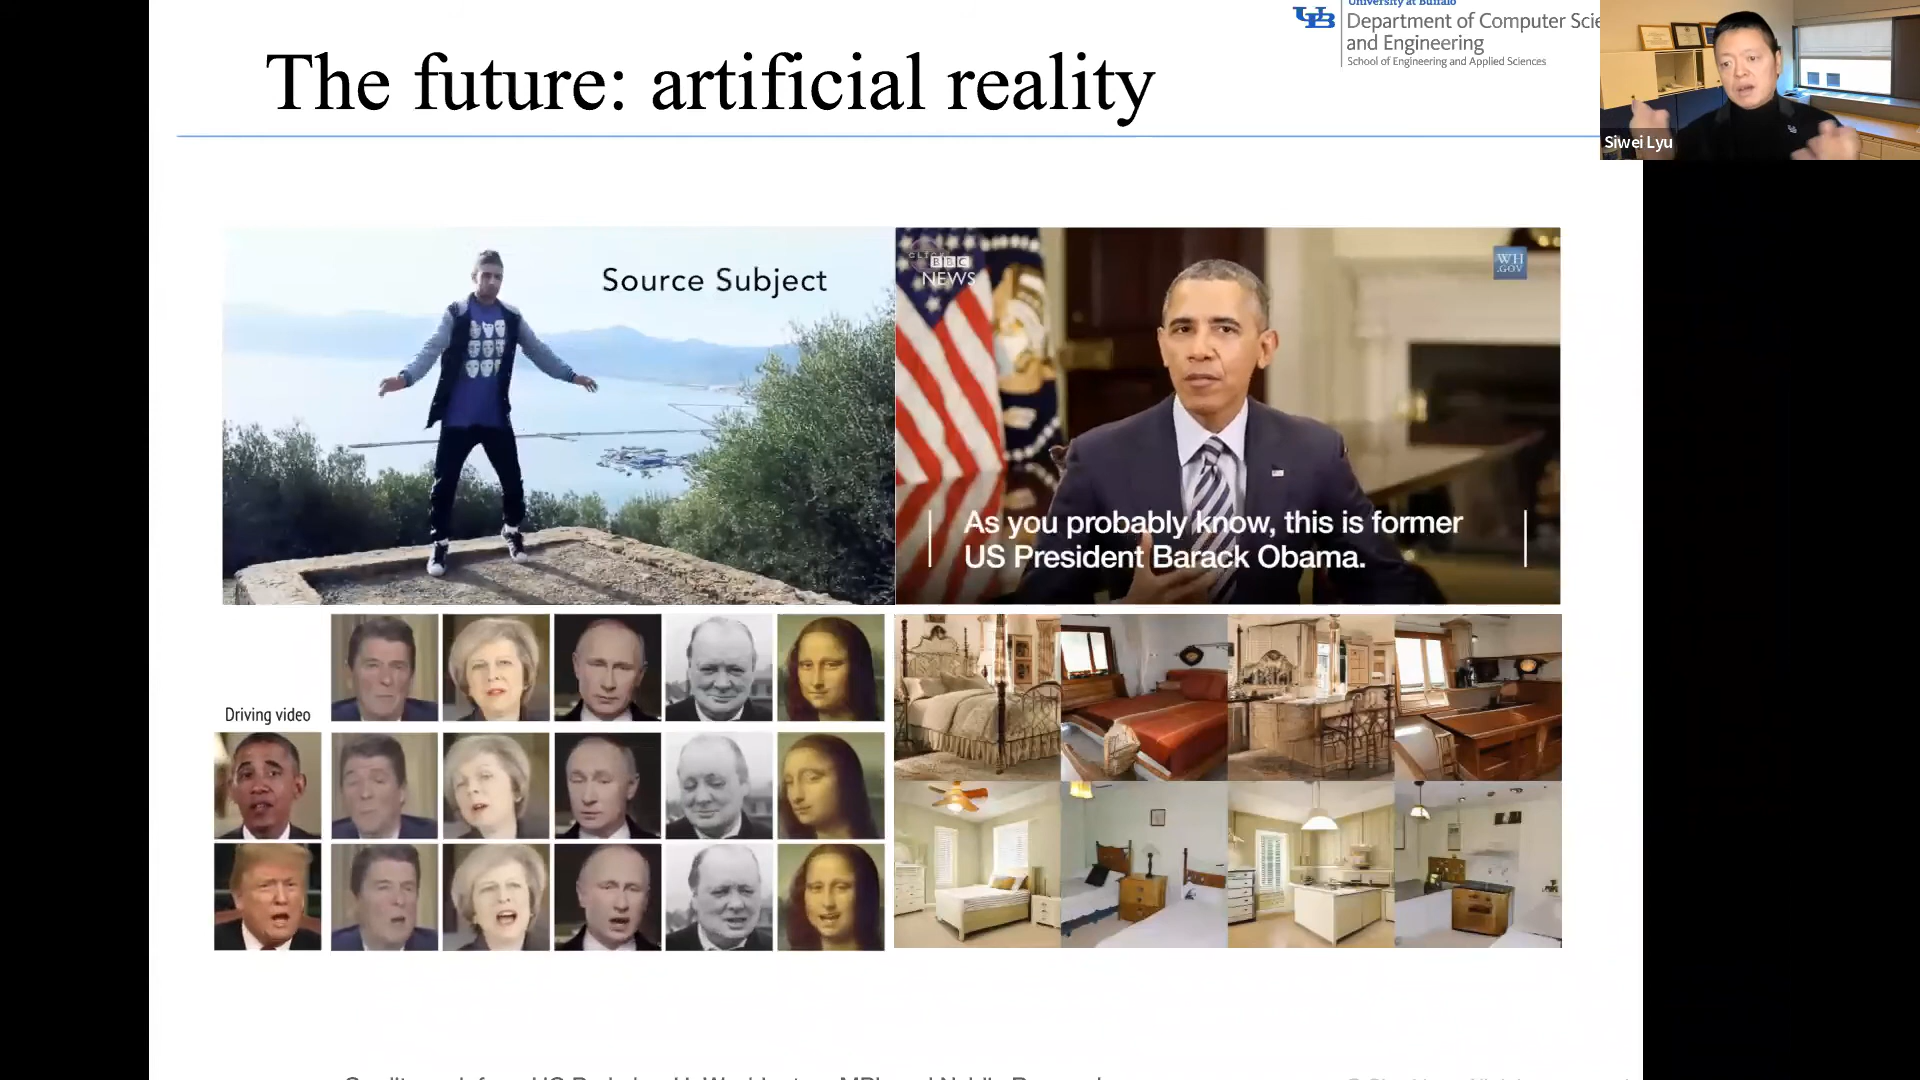 University at Buffalo
Department of Computer Scie
and Engineering
School of Engineering and Applied Sciences
The future: artificial reality
Siwei Lyu
Source Subject
BBC
NEWS
WH
.GOV
As you probably know, this is former
US President Barack Obama.
Driving video